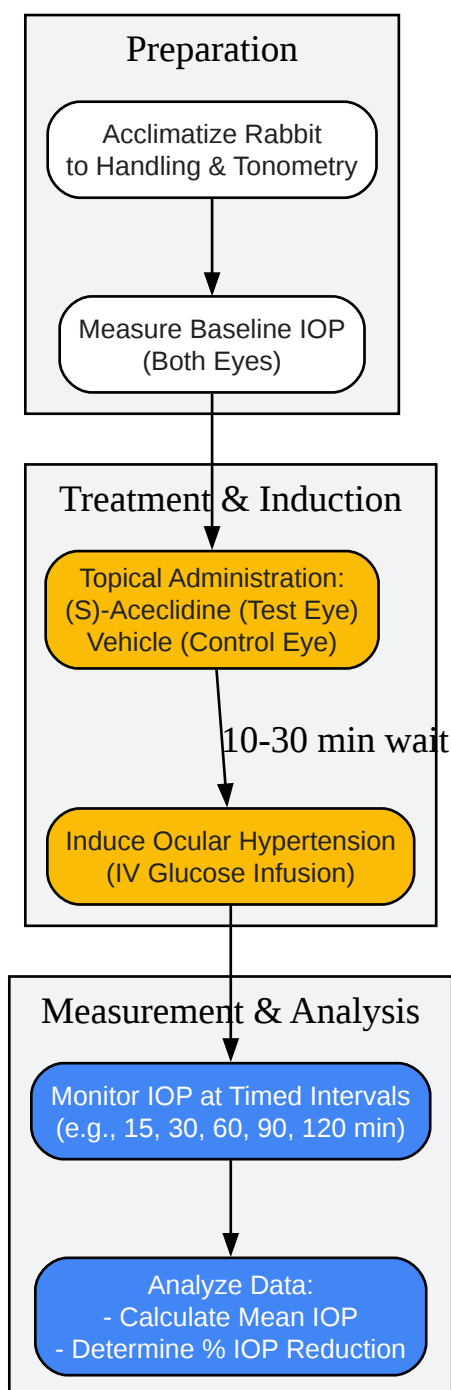 Preparation
Acclimatize Rabbit
to Handling & Tonometry
Measure Baseline IOP
(Both Eyes)
Treatment & Induction
Topical Administration:
(S)-Aceclidine (Test Eye)
Vehicle (Control Eye)
10-30 min wait
Induce Ocular Hypertension
(IV Glucose Infusion)
Measurement & Analysis
Monitor IOP at Timed Intervals
(e.g., 15, 30, 60, 90, 120 min)
Analyze Data:
- Calculate Mean IOP
- Determine % IOP Reduction